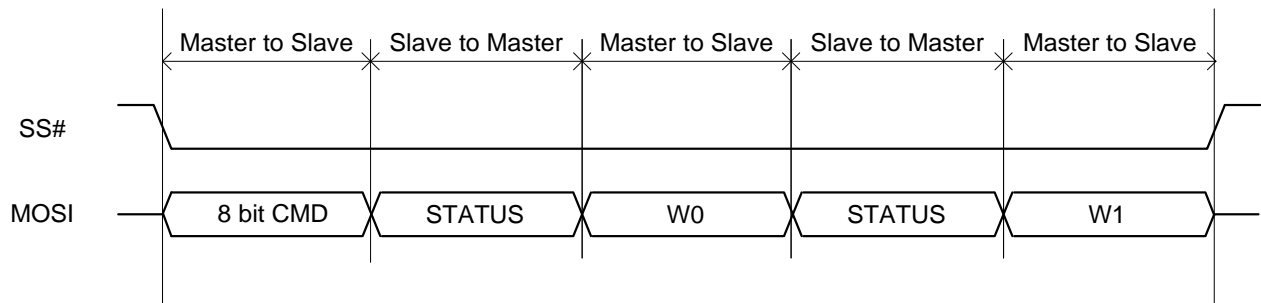 Master to Slave Slave to Master Master to Slave Slave to Master Master to Slave
SS#
MOSI 8 bit CMD STATUS W0 STATUS W1